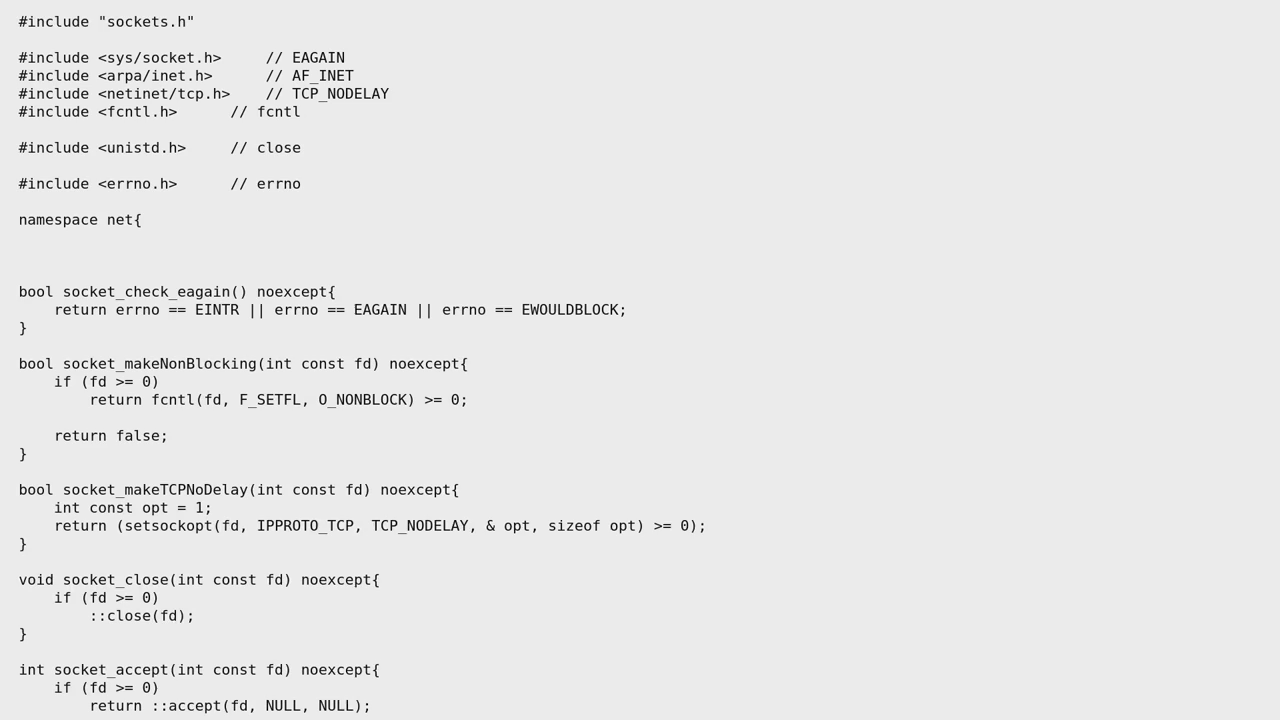 #include "sockets.h"

#include <sys/socket.h>     // EAGAIN
#include <arpa/inet.h>      // AF_INET
#include <netinet/tcp.h>    // TCP_NODELAY
#include <fcntl.h>      // fcntl

#include <unistd.h>     // close

#include <errno.h>      // errno

namespace net{



bool socket_check_eagain() noexcept{
    return errno == EINTR || errno == EAGAIN || errno == EWOULDBLOCK;
}

bool socket_makeNonBlocking(int const fd) noexcept{
    if (fd >= 0)
        return fcntl(fd, F_SETFL, O_NONBLOCK) >= 0;

    return false;
}

bool socket_makeTCPNoDelay(int const fd) noexcept{
    int const opt = 1;
    return (setsockopt(fd, IPPROTO_TCP, TCP_NODELAY, & opt, sizeof opt) >= 0);
}

void socket_close(int const fd) noexcept{
    if (fd >= 0)
        ::close(fd);
}

int socket_accept(int const fd) noexcept{
    if (fd >= 0)
        return ::accept(fd, NULL, NULL);